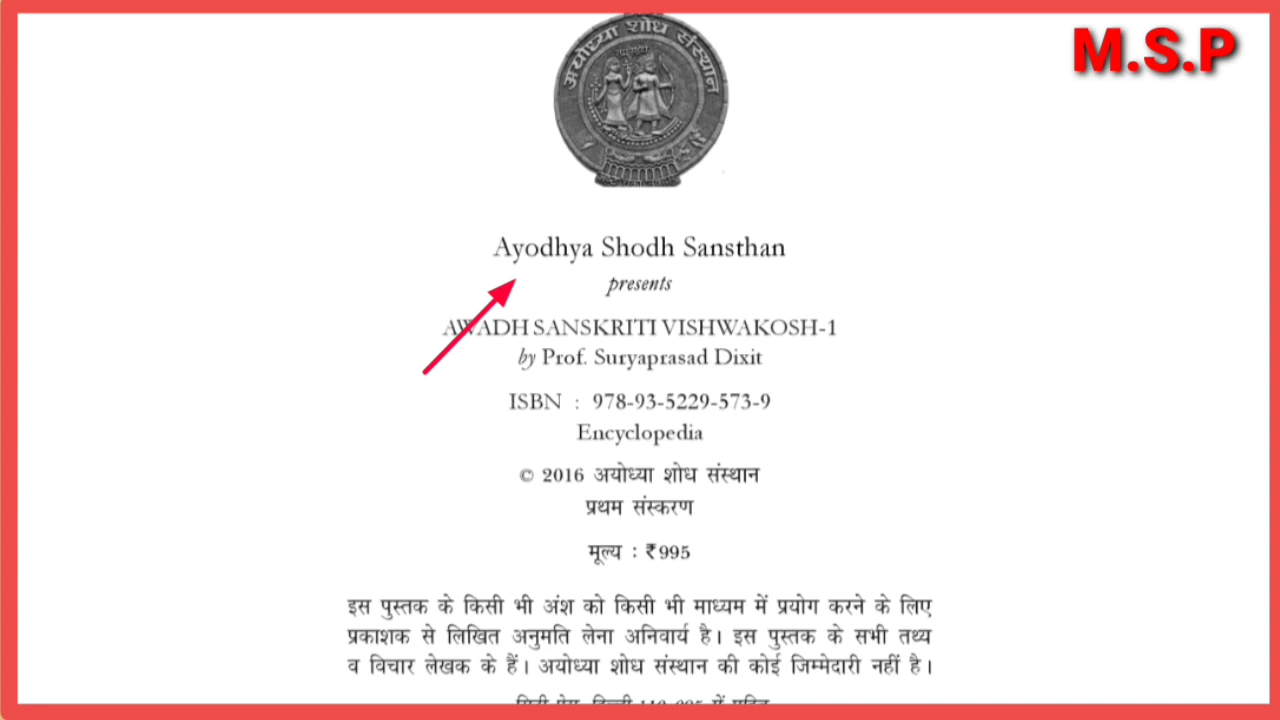 M.S.P
अयोध्या शोध संस्थान
Ayodhya Shodh Sansthan
presents
AWADH SANSKRITI VISHWAKOSH-1
by Prof. Suryaprasad Dixit
ISBN : 978-93-5229-573-9
Encyclopedia
© 2016 अयोध्या शोध संस्थान
प्रथम संस्करण
मूल्य : ₹995
इस पुस्तक के किसी भी अंश को किसी भी माध्यम में प्रयोग करने के लिए
प्रकाशक से लिखित अनुमति लेना अनिवार्य है। इस पुस्तक के सभी तथ्य
व विचार लेखक के हैं। अयोध्या शोध संस्थान की कोई जिम्मेदारी नहीं है।